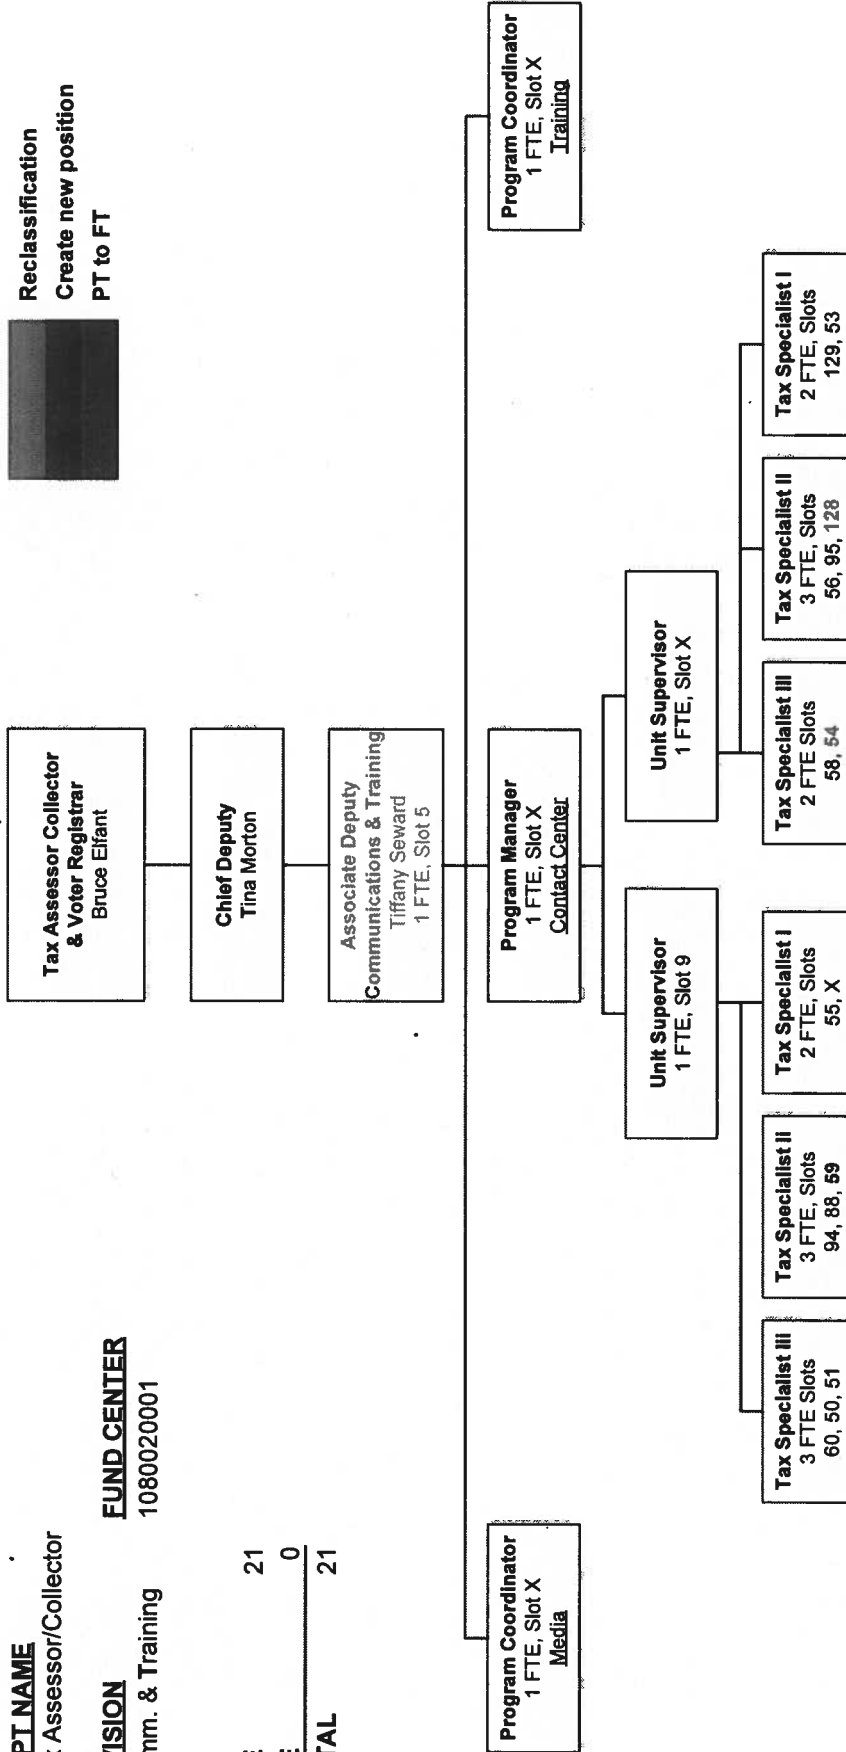 PT NAME
x Assessor/Collector
VISION
FUND CENTER
mm. & Training
1080020001
21
0
TAL
21
Reclassification
Create new position
PT to FT
Tax Assessor Collector
& Voter Registrar
Bruce Elfant
Chief Deputy
Tina Morton
Associate Deputy
Communications & Training
Tiffany Seward
1 FTE, Slot 5
Program Coordinator
1 FTE, Slot X
Media
Program Manager
1 FTE, Slot X
Contact Center
Program Coordinator
1 FTE, Slot X
Training
Unit Supervisor
1 FTE, Slot 9
Unit Supervisor
1 FTE, Slot X
Tax Specialist III
3 FTE Slots
60, 50, 51
Tax Specialist II
3 FTE, Slots
94, 88, 59
Tax Specialist I
2 FTE, Slots
55, X
Tax Specialist III
2 FTE Slots
58, 54
Tax Specialist II
3 FTE, Slots
56, 95, 128
Tax Specialist I
2 FTE, Slots
129, 53